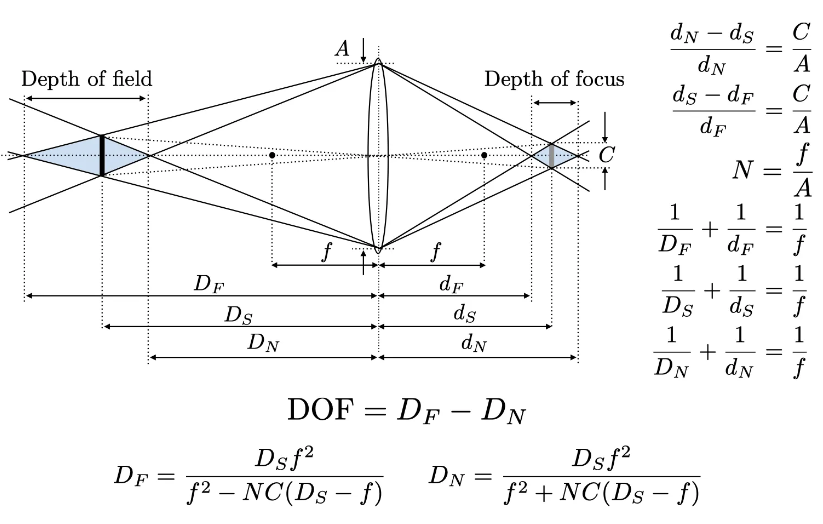 A
Depth of field
Depth of focus
C
f
f
D_F
d_F
D_S
d_S
D_N
d_N
\frac{d_N - d_S}{d_N} = \frac{C}{A}
\frac{d_S - d_F}{d_F} = \frac{C}{A}
N = \frac{f}{A}
\frac{1}{D_F} + \frac{1}{d_F} = \frac{1}{f}
\frac{1}{D_S} + \frac{1}{d_S} = \frac{1}{f}
\frac{1}{D_N} + \frac{1}{d_N} = \frac{1}{f}
DOF = D_F - D_N
D_F = \frac{D_S f^2}{f^2 - NC(D_S - f)}
D_N = \frac{D_S f^2}{f^2 + NC(D_S - f)}